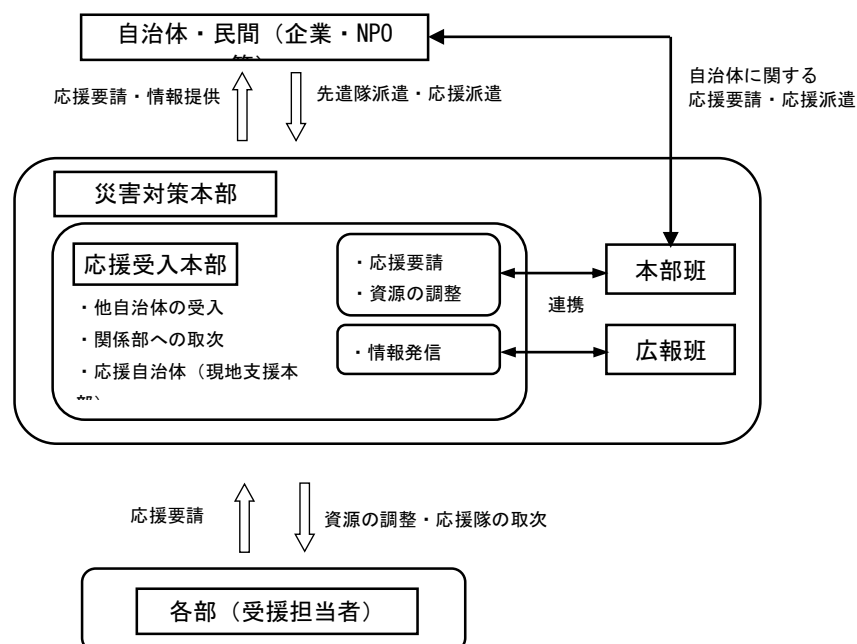 自治体・民間（企業・NPO
応援要請・情報提供
先遣隊派遣・応援派遣
自治体に関する
応援要請・応援派遣
災害対策本部
応援受入本部
・他自治体の受入
・関係部への取次
・応援自治体（現地支援本
・応援要請
・資源の調整
・情報発信
連携
本部班
広報班
応援要請
資源の調整・応援隊の取次
各部（受援担当者）